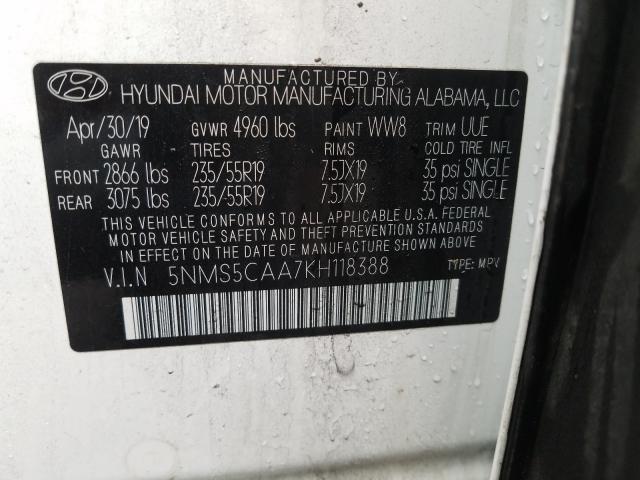 MANUFACTURED BY
HYUNDAI MOTOR MANUFACTURING ALABAMA, LLC
Apr/30/19 GVWR 4960 lbs PAINT WW8 TRIM UUE
GAWR TIRES RIMS COLD TIRE INFL
FRONT 2866 lbs 235/55R19 7.5JX19 35 psi SINGLE
REAR 3075 lbs 235/55R19 7.5JX19 35 psi SINGLE
THIS VEHICLE CONFORMS TO ALL APPLICABLE U.S.A. FEDERAL
MOTOR VEHICLE SAFETY AND THEFT PREVENTION STANDARDS
IN EFFECT ON THE DATE OF MANUFACTURE SHOWN ABOVE
V.I.N 5NMS5CAA7KH118388 TYPE: MPV